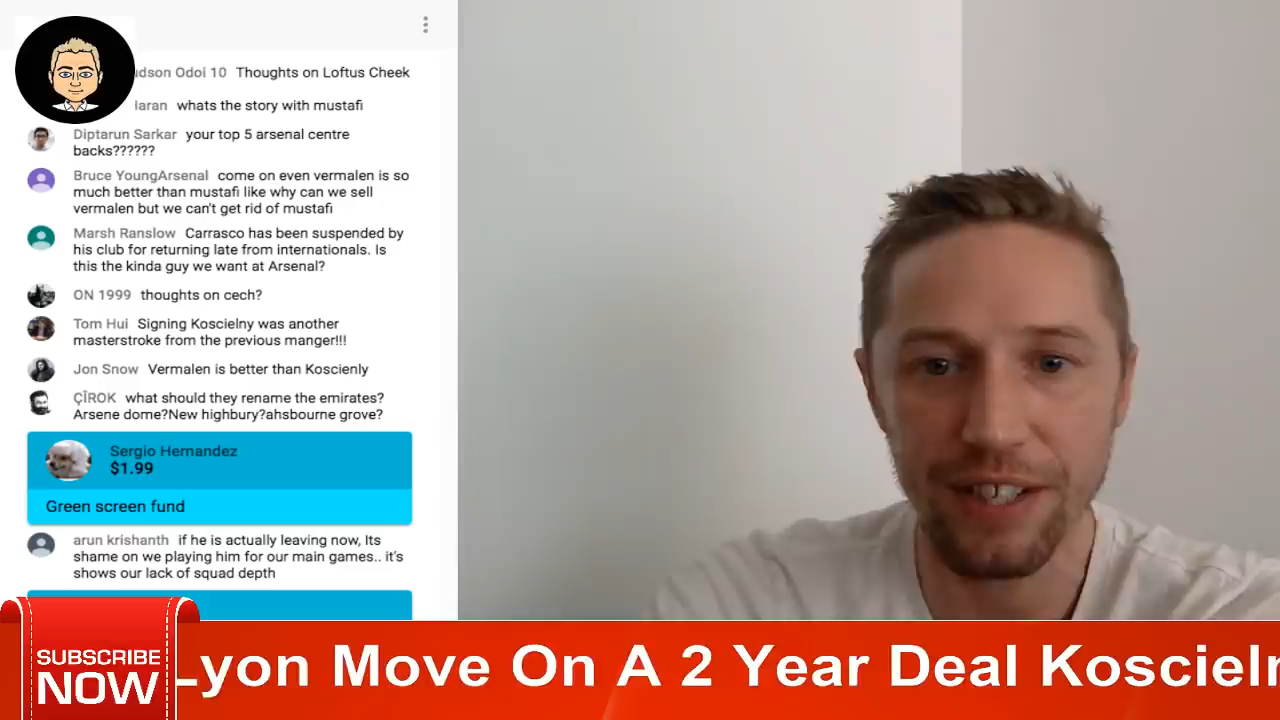 udson Odoi 10 Thoughts on Loftus Cheek
laran whats the story with mustafi
Diptarun Sarkar your top 5 arsenal centre
backs??????
Bruce YoungArsenal come on even vermalen is so
much better than mustafi like why can we sell
vermalen but we can't get rid of mustafi
Marsh Ranslow Carrasco has been suspended by
his club for returning late from internationals. Is
this the kinda guy we want at Arsenal?
ON 1999 thoughts on cech?
Tom Hui Signing Koscielny was another
masterstroke from the previous manger!!!
Jon Snow Vermalen is better than Koscienly
ÇÎROK what should they rename the emirates?
Arsene dome?New highbury?ahsbourne grove?
Sergio Hernandez
$1.99
Green screen fund
arun krishanth if he is actually leaving now, Its
shame on we playing him for our main games.. it's
shows our lack of squad depth
SUBSCRIBE
NOW
Lyon Move On A 2 Year Deal Koscieln